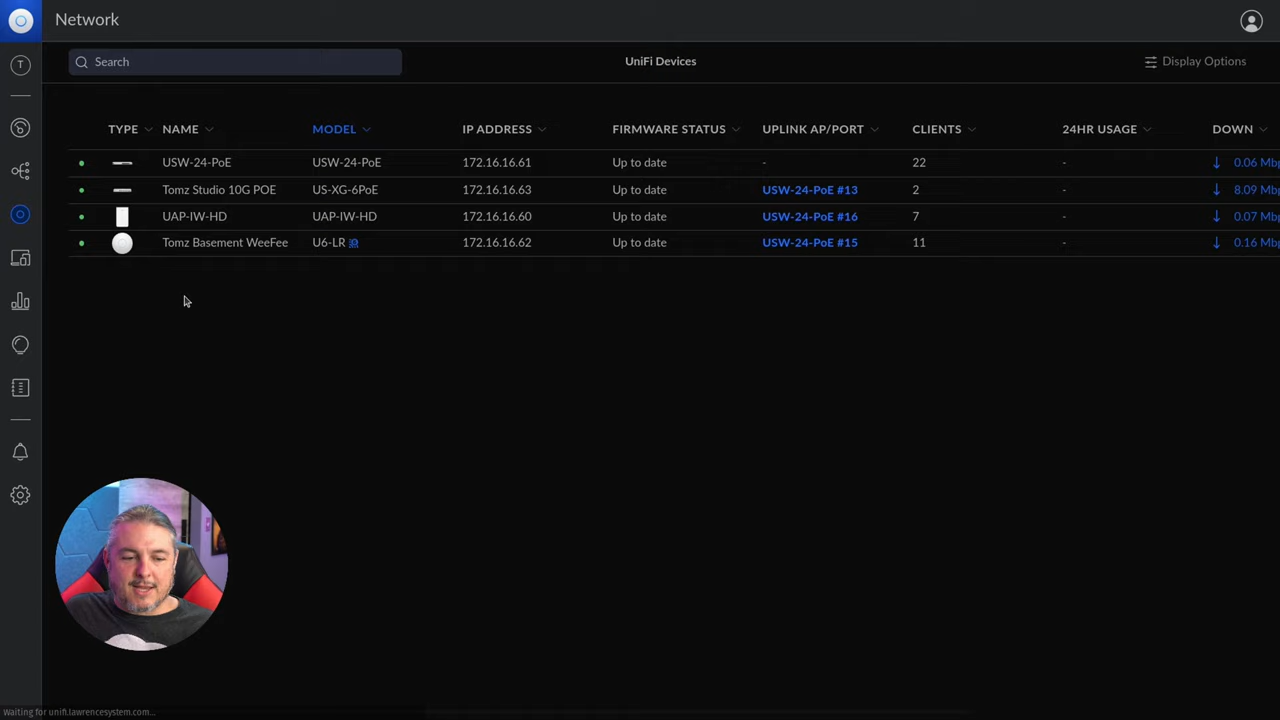 Network
Search
UniFi Devices
Display Options
T
TYPE NAME MODEL IP ADDRESS FIRMWARE STATUS UPLINK AP/PORT CLIENTS 24HR USAGE DOWN
USW-24-PoE USW-24-PoE 172.16.16.61 Up to date - 22 - ↓ 0.06 Mbp
Tomz Studio 10G POE US-XG-6PoE 172.16.16.63 Up to date USW-24-PoE #13 2 - ↓ 8.09 Mbp
UAP-IW-HD UAP-IW-HD 172.16.16.60 Up to date USW-24-PoE #16 7 - ↓ 0.07 Mbp
Tomz Basement WeeFee U6-LR 172.16.16.62 Up to date USW-24-PoE #15 11 - ↓ 0.16 Mbp
Waiting for unifi.lawrencesystem.com...